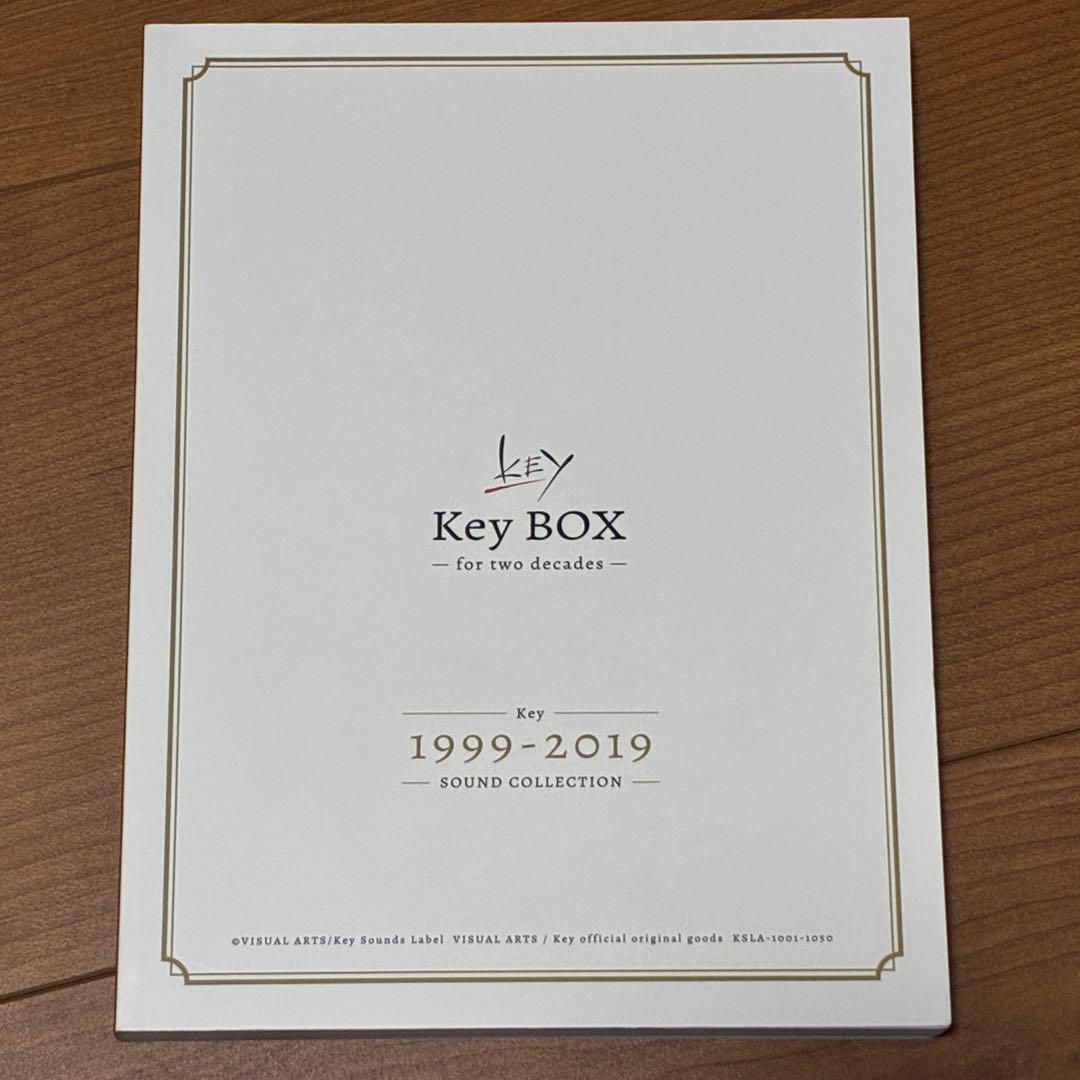 KEY
Key BOX
— for two decades —
Key
1999-2019
SOUND COLLECTION
©VISUAL ARTS/Key Sounds Label VISUAL ARTS / Key official original goods KSLA-1001-1050